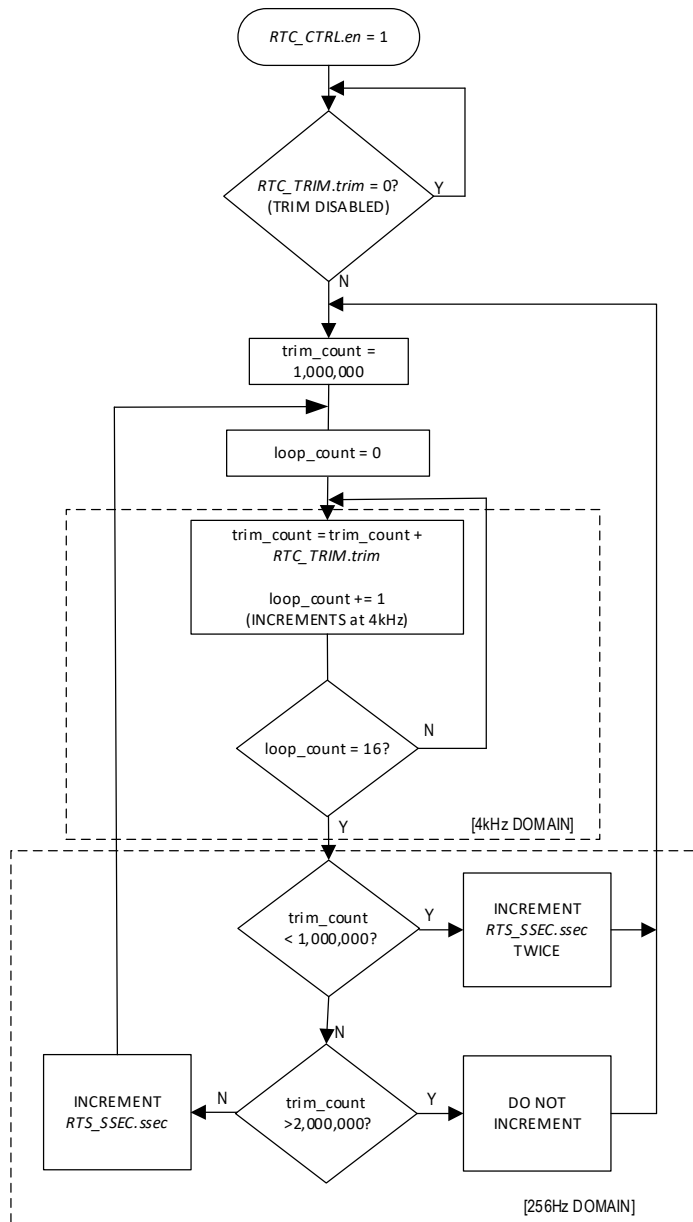 RTC_CTRL.en = 1
RTC_TRIM.trim = 0?
(TRIM DISABLED)
Y
N
trim_count =
1,000,000
loop_count = 0
trim_count = trim_count +
RTC_TRIM.trim
loop_count += 1
(INCREMENTS at 4kHz)
loop_count = 16?
N
Y
[4kHz DOMAIN]
trim_count
< 1,000,000?
Y
INCREMENT
RTS_SSEC.ssec
TWICE
N
INCREMENT
RTS_SSEC.ssec
N
trim_count
>2,000,000?
Y
DO NOT
INCREMENT
[256Hz DOMAIN]